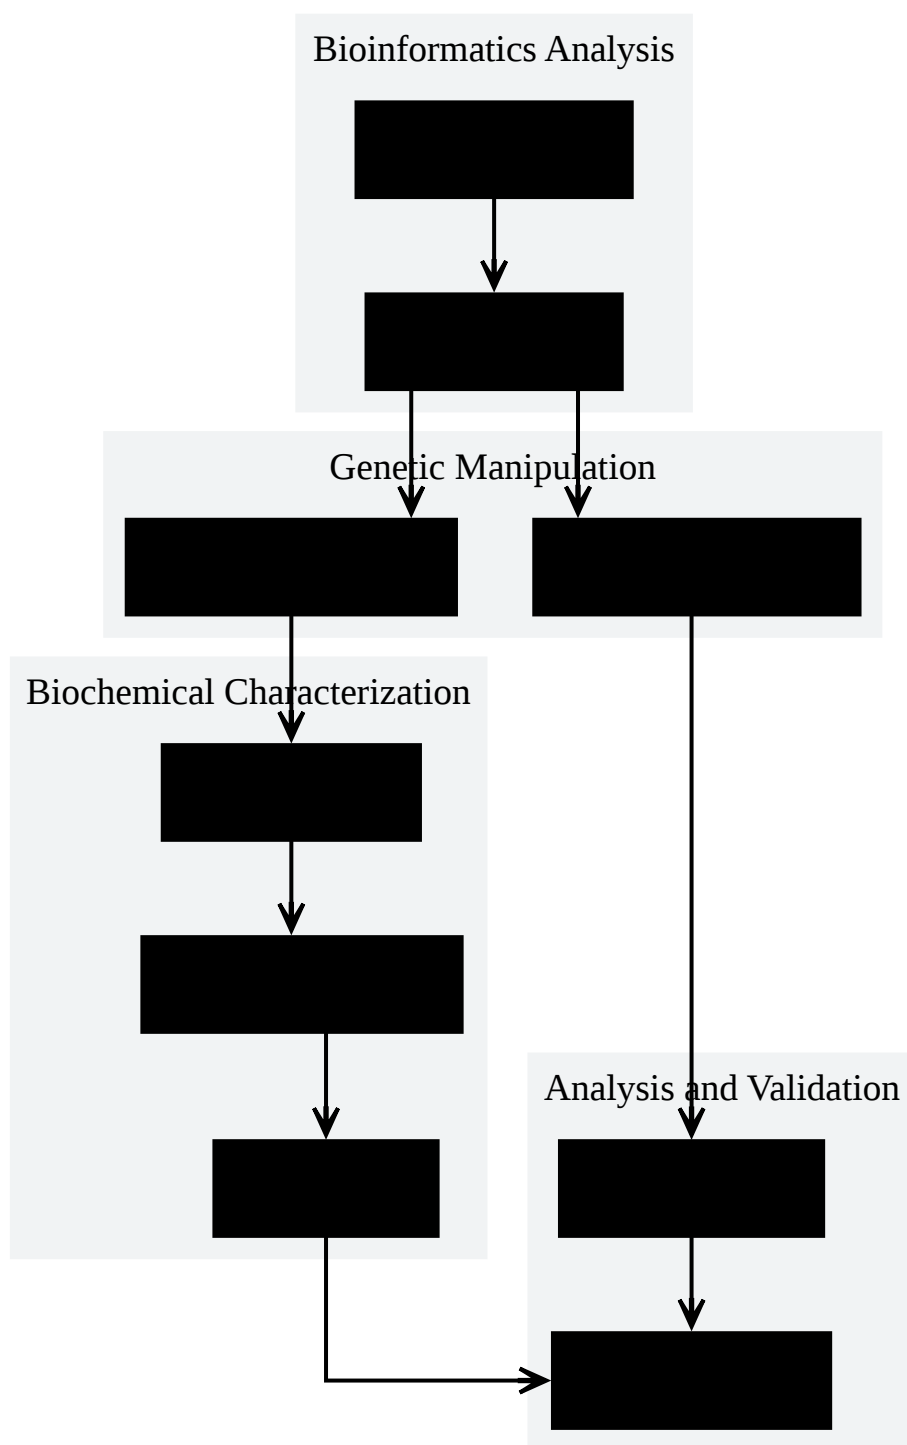 Bioinformatics Analysis
Genetic Manipulation
Biochemical Characterization
Analysis and Validation